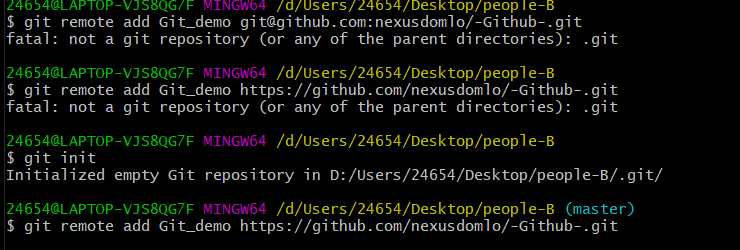 24654@LAPTOP-VJS8QG7F MINGW64 /d/Users/24654/Desktop/people-B
$ git remote add Git_demo git@github.com:nexusdomlo/-Github-.git
fatal: not a git repository (or any of the parent directories): .git
24654@LAPTOP-VJS8QG7F MINGW64 /d/Users/24654/Desktop/people-B
$ git remote add Git_demo https://github.com/nexusdomlo/-Github-.git
fatal: not a git repository (or any of the parent directories): .git
24654@LAPTOP-VJS8QG7F MINGW64 /d/Users/24654/Desktop/people-B
$ git init
Initialized empty Git repository in D:/Users/24654/Desktop/people-B/.git/
24654@LAPTOP-VJS8QG7F MINGW64 /d/Users/24654/Desktop/people-B (master)
$ git remote add Git_demo https://github.com/nexusdomlo/-Github-.git